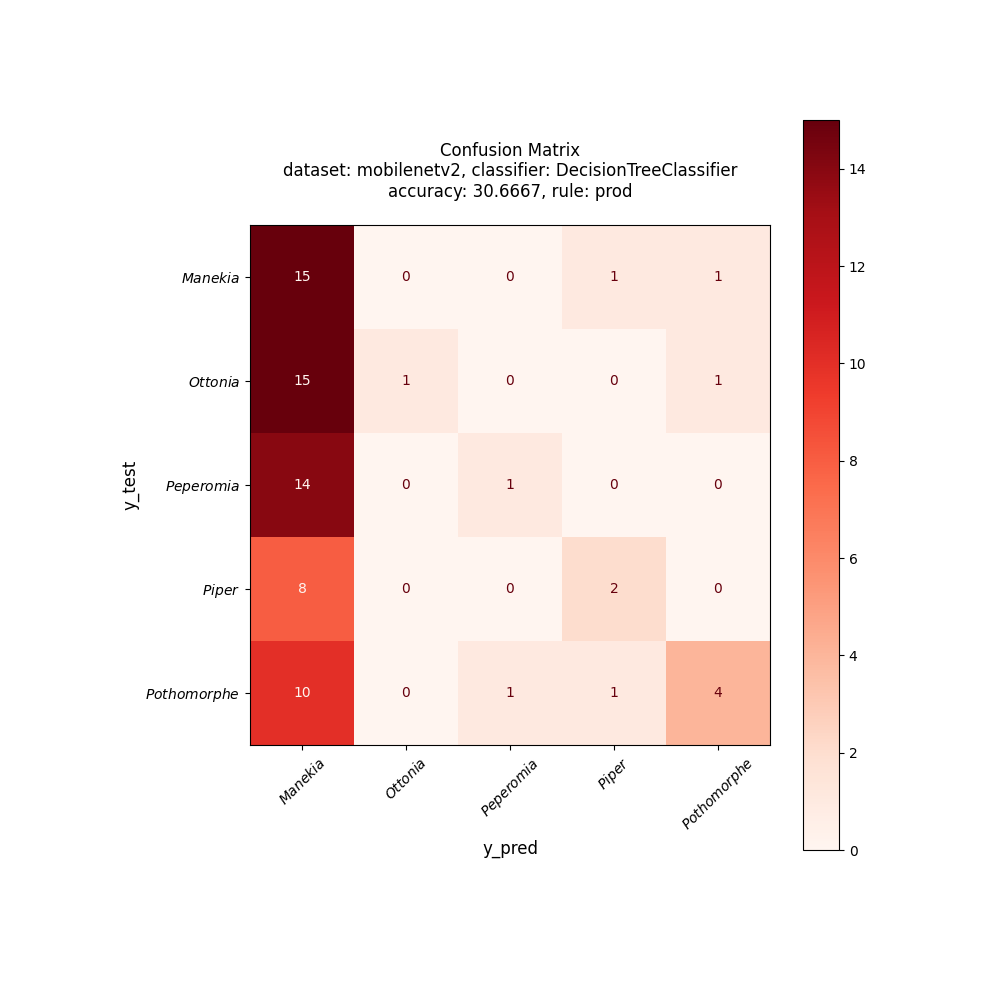 Confusion Matrix
dataset: mobilenetv2, classifier: DecisionTreeClassifier
accuracy: 30.6667, rule: prod
Manekia 15 0 0 1 1
Ottonia 15 1 0 0 1
Peperomia 14 0 1 0 0
Piper 8 0 0 2 0
Pothomorphe 10 0 1 1 4
y_test
Manekia Ottonia Peperomia Piper Pothomorphe
y_pred
14
12
10
8
6
4
2
0